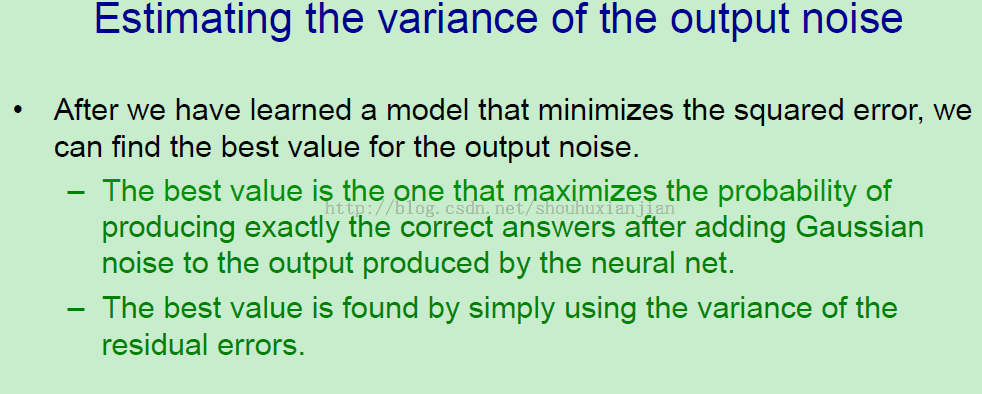 Estimating the variance of the output noise
• After we have learned a model that minimizes the squared error, we
can find the best value for the output noise.
– The best value is the one that maximizes the probability of
http://blog.csdn.net/shouhuxianjian
producing exactly the correct answers after adding Gaussian
noise to the output produced by the neural net.
– The best value is found by simply using the variance of the
residual errors.